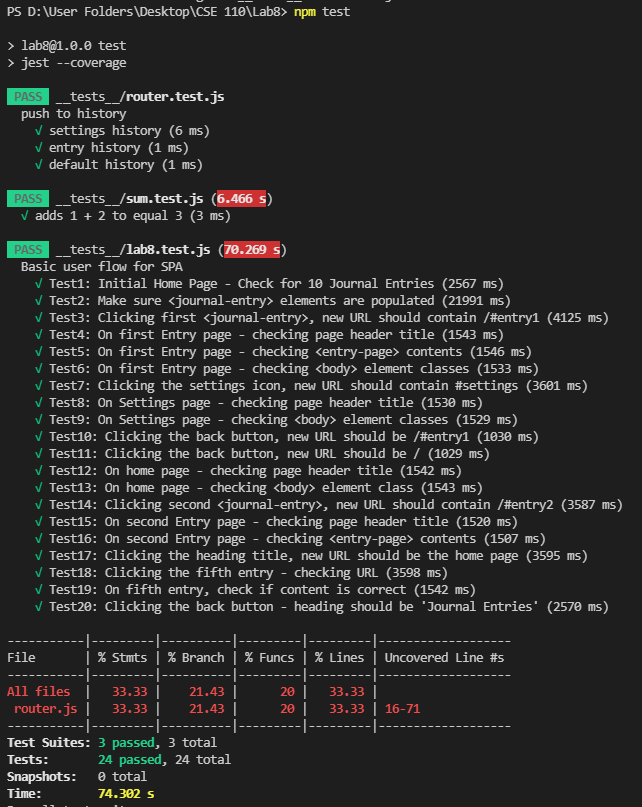 PS D:\User Folders\Desktop\CSE 110\Lab8> npm test
> lab8@1.0.0 test
> jest --coverage
PASS __tests__/router.test.js
push to history
√ settings history (6 ms)
√ entry history (1 ms)
√ default history (1 ms)
PASS __tests__/sum.test.js (6.466 s)
√ adds 1 + 2 to equal 3 (3 ms)
PASS __tests__/lab8.test.js (70.269 s)
Basic user flow for SPA
√ Test1: Initial Home Page - Check for 10 Journal Entries (2567 ms)
√ Test2: Make sure <journal-entry> elements are populated (21991 ms)
√ Test3: Clicking first <journal-entry>, new URL should contain /#entry1 (4125 ms)
√ Test4: On first Entry page - checking page header title (1543 ms)
√ Test5: On first Entry page - checking <entry-page> contents (1546 ms)
√ Test6: On first Entry page - checking <body> element classes (1533 ms)
√ Test7: Clicking the settings icon, new URL should contain #settings (3601 ms)
√ Test8: On Settings page - checking page header title (1530 ms)
√ Test9: On Settings page - checking <body> element classes (1529 ms)
√ Test10: Clicking the back button, new URL should be /#entry1 (1030 ms)
√ Test11: Clicking the back button, new URL should be / (1029 ms)
√ Test12: On home page - checking page header title (1542 ms)
√ Test13: On home page - checking <body> element class (1543 ms)
√ Test14: Clicking second <journal-entry>, new URL should contain /#entry2 (3587 ms)
√ Test15: On second Entry page - checking page header title (1520 ms)
√ Test16: On second Entry page - checking <entry-page> contents (1507 ms)
√ Test17: Clicking the heading title, new URL should be the home page (3595 ms)
√ Test18: Clicking the fifth entry - checking URL (3598 ms)
√ Test19: On fifth entry, check if content is correct (1542 ms)
√ Test20: Clicking the back button - heading should be 'Journal Entries' (2570 ms)
-----------|---------|----------|---------|---------|-------------------
File | % Stmts | % Branch | % Funcs | % Lines | Uncovered Line #s
-----------|---------|----------|---------|---------|-------------------
All files | 33.33 | 21.43 | 20 | 33.33 |
router.js | 33.33 | 21.43 | 20 | 33.33 | 16-71
-----------|---------|----------|---------|---------|-------------------
Test Suites: 3 passed, 3 total
Tests: 24 passed, 24 total
Snapshots: 0 total
Time: 74.302 s